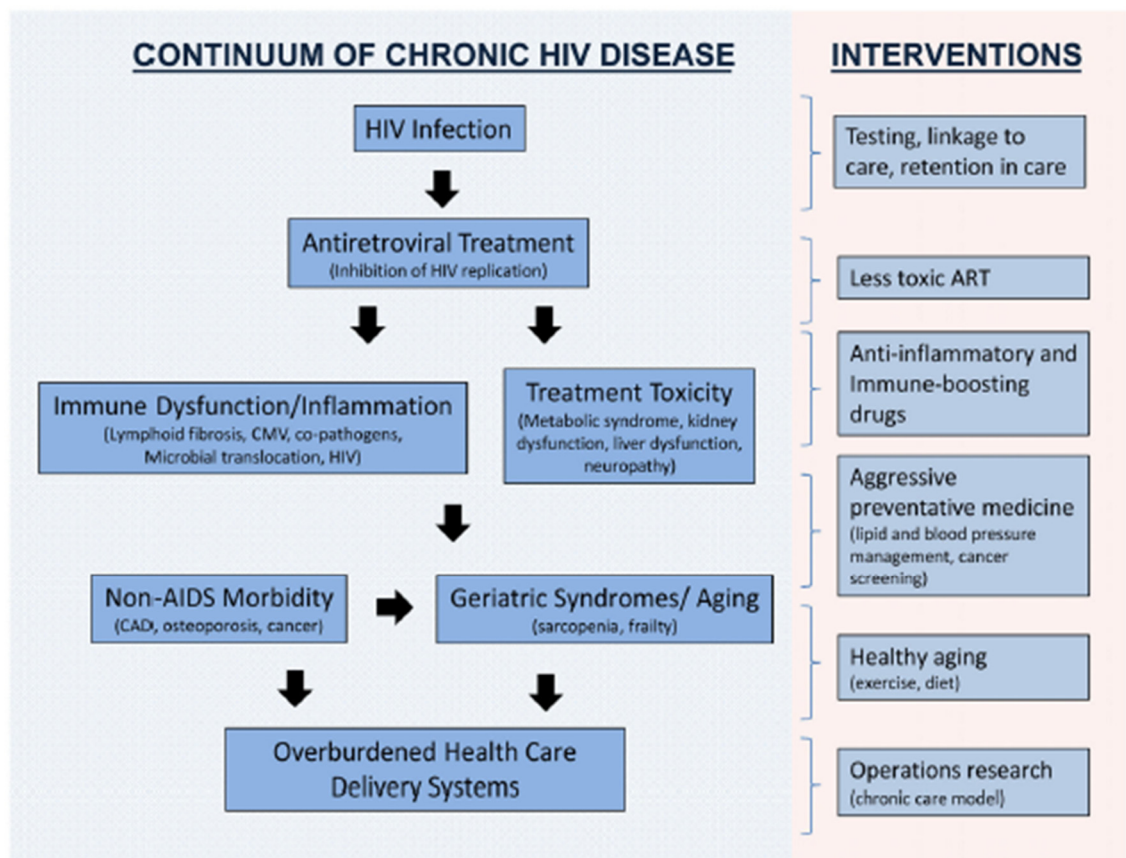 CONTINUUM OF CHRONIC HIV DISEASE
HIV Infection
Antiretroviral Treatment
(Inhibition of HIV replication)
Immune Dysfunction/Inflammation
(Lymphoid fibrosis, CMV, co-pathogens,
Microbial translocation, HIV)
Treatment Toxicity
(Metabolic syndrome, kidney
dysfunction, liver dysfunction,
neuropathy)
Non-AIDS Morbidity
(CAD, osteoporosis, cancer)
Geriatric Syndromes/ Aging
(sarcopenia, frailty)
Overburdened Health Care
Delivery Systems
INTERVENTIONS
Testing, linkage to
care, retention in care
Less toxic ART
Anti-inflammatory and
Immune-boosting
drugs
Aggressive
preventative medicine
(lipid and blood pressure
management, cancer
screening)
Healthy aging
(exercise, diet)
Operations research
(chronic care model)